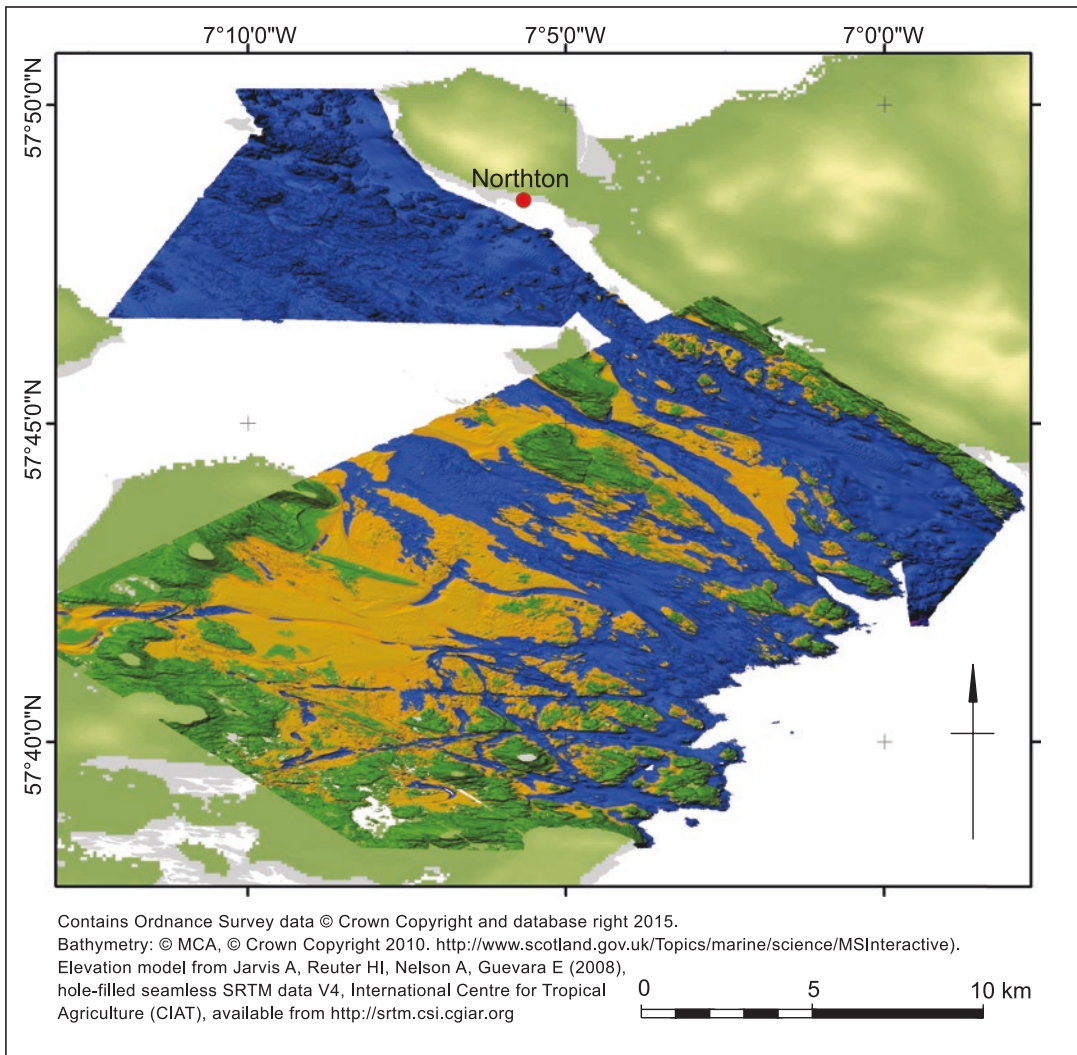 7°10'0"W 7°5'0"W 7°0'0"W
57°50'0"N
Northton
57°45'0"N
57°40'0"N
Contains Ordnance Survey data © Crown Copyright and database right 2015.
Bathymetry: © MCA, © Crown Copyright 2010. http://www.scotland.gov.uk/Topics/marine/science/MSInteractive).
Elevation model from Jarvis A, Reuter HI, Nelson A, Guevara E (2008),
hole-filled seamless SRTM data V4, International Centre for Tropical
Agriculture (CIAT), available from http://srtm.csi.cgiar.org
0 5 10 km